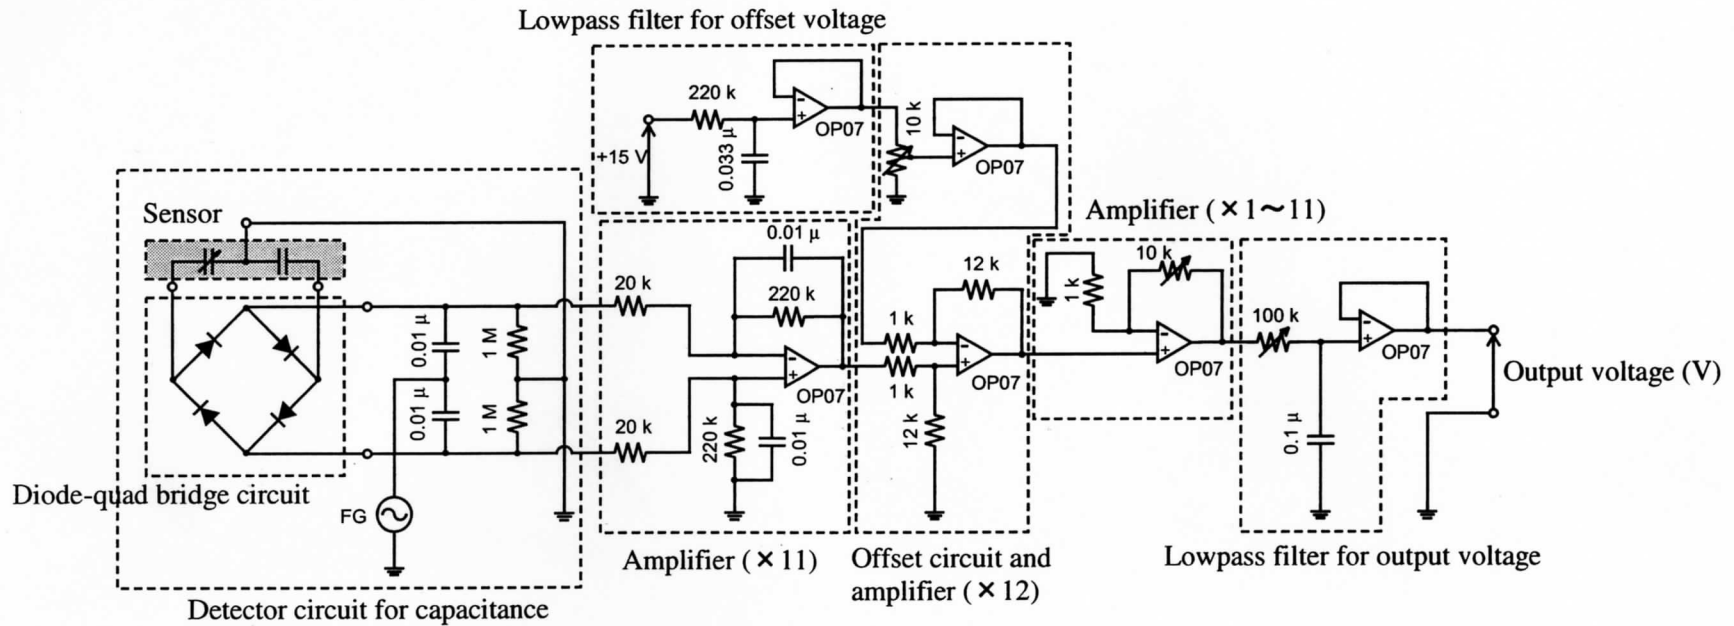 Lowpass filter for offset voltage
220 k
OP07
+15 V
0.033 μ
10 k
OP07
Sensor
Amplifier (×1~11)
0.01 μ
220 k
20 k
12 k
1 k
1 k
OP07
OP07
12 k
1 k
10 k
OP07
100 k
OP07
0.1 μ
Output voltage (V)
0.01 μ
0.01 μ
1 M
1 M
20 k
220 k
0.01 μ
Diode-quad bridge circuit
FG
Amplifier (×11)
Offset circuit and
amplifier (×12)
Lowpass filter for output voltage
Detector circuit for capacitance